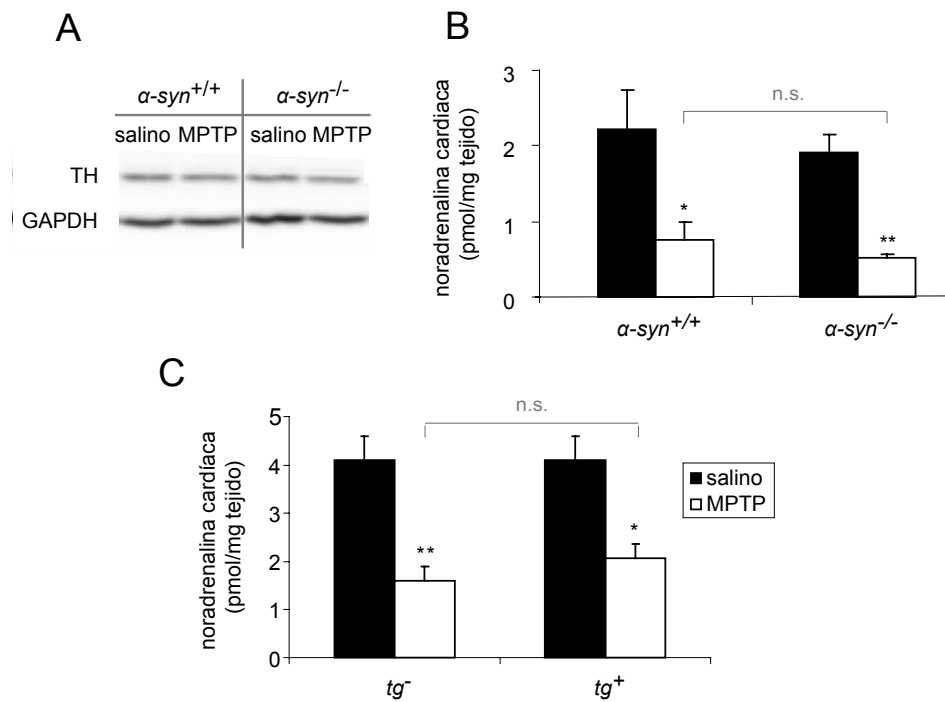 A
α-syn+/+ α-syn-/-
salino MPTP salino MPTP
TH
GAPDH
B
noradrenalina cardiaca
(pmol/mg tejido)
3
2
1
0
n.s.
*
**
α-syn+/+ α-syn-/-
C
noradrenalina cardíaca
(pmol/mg tejido)
5
4
3
2
1
0
n.s.
**
*
tg- tg+
salino
MPTP